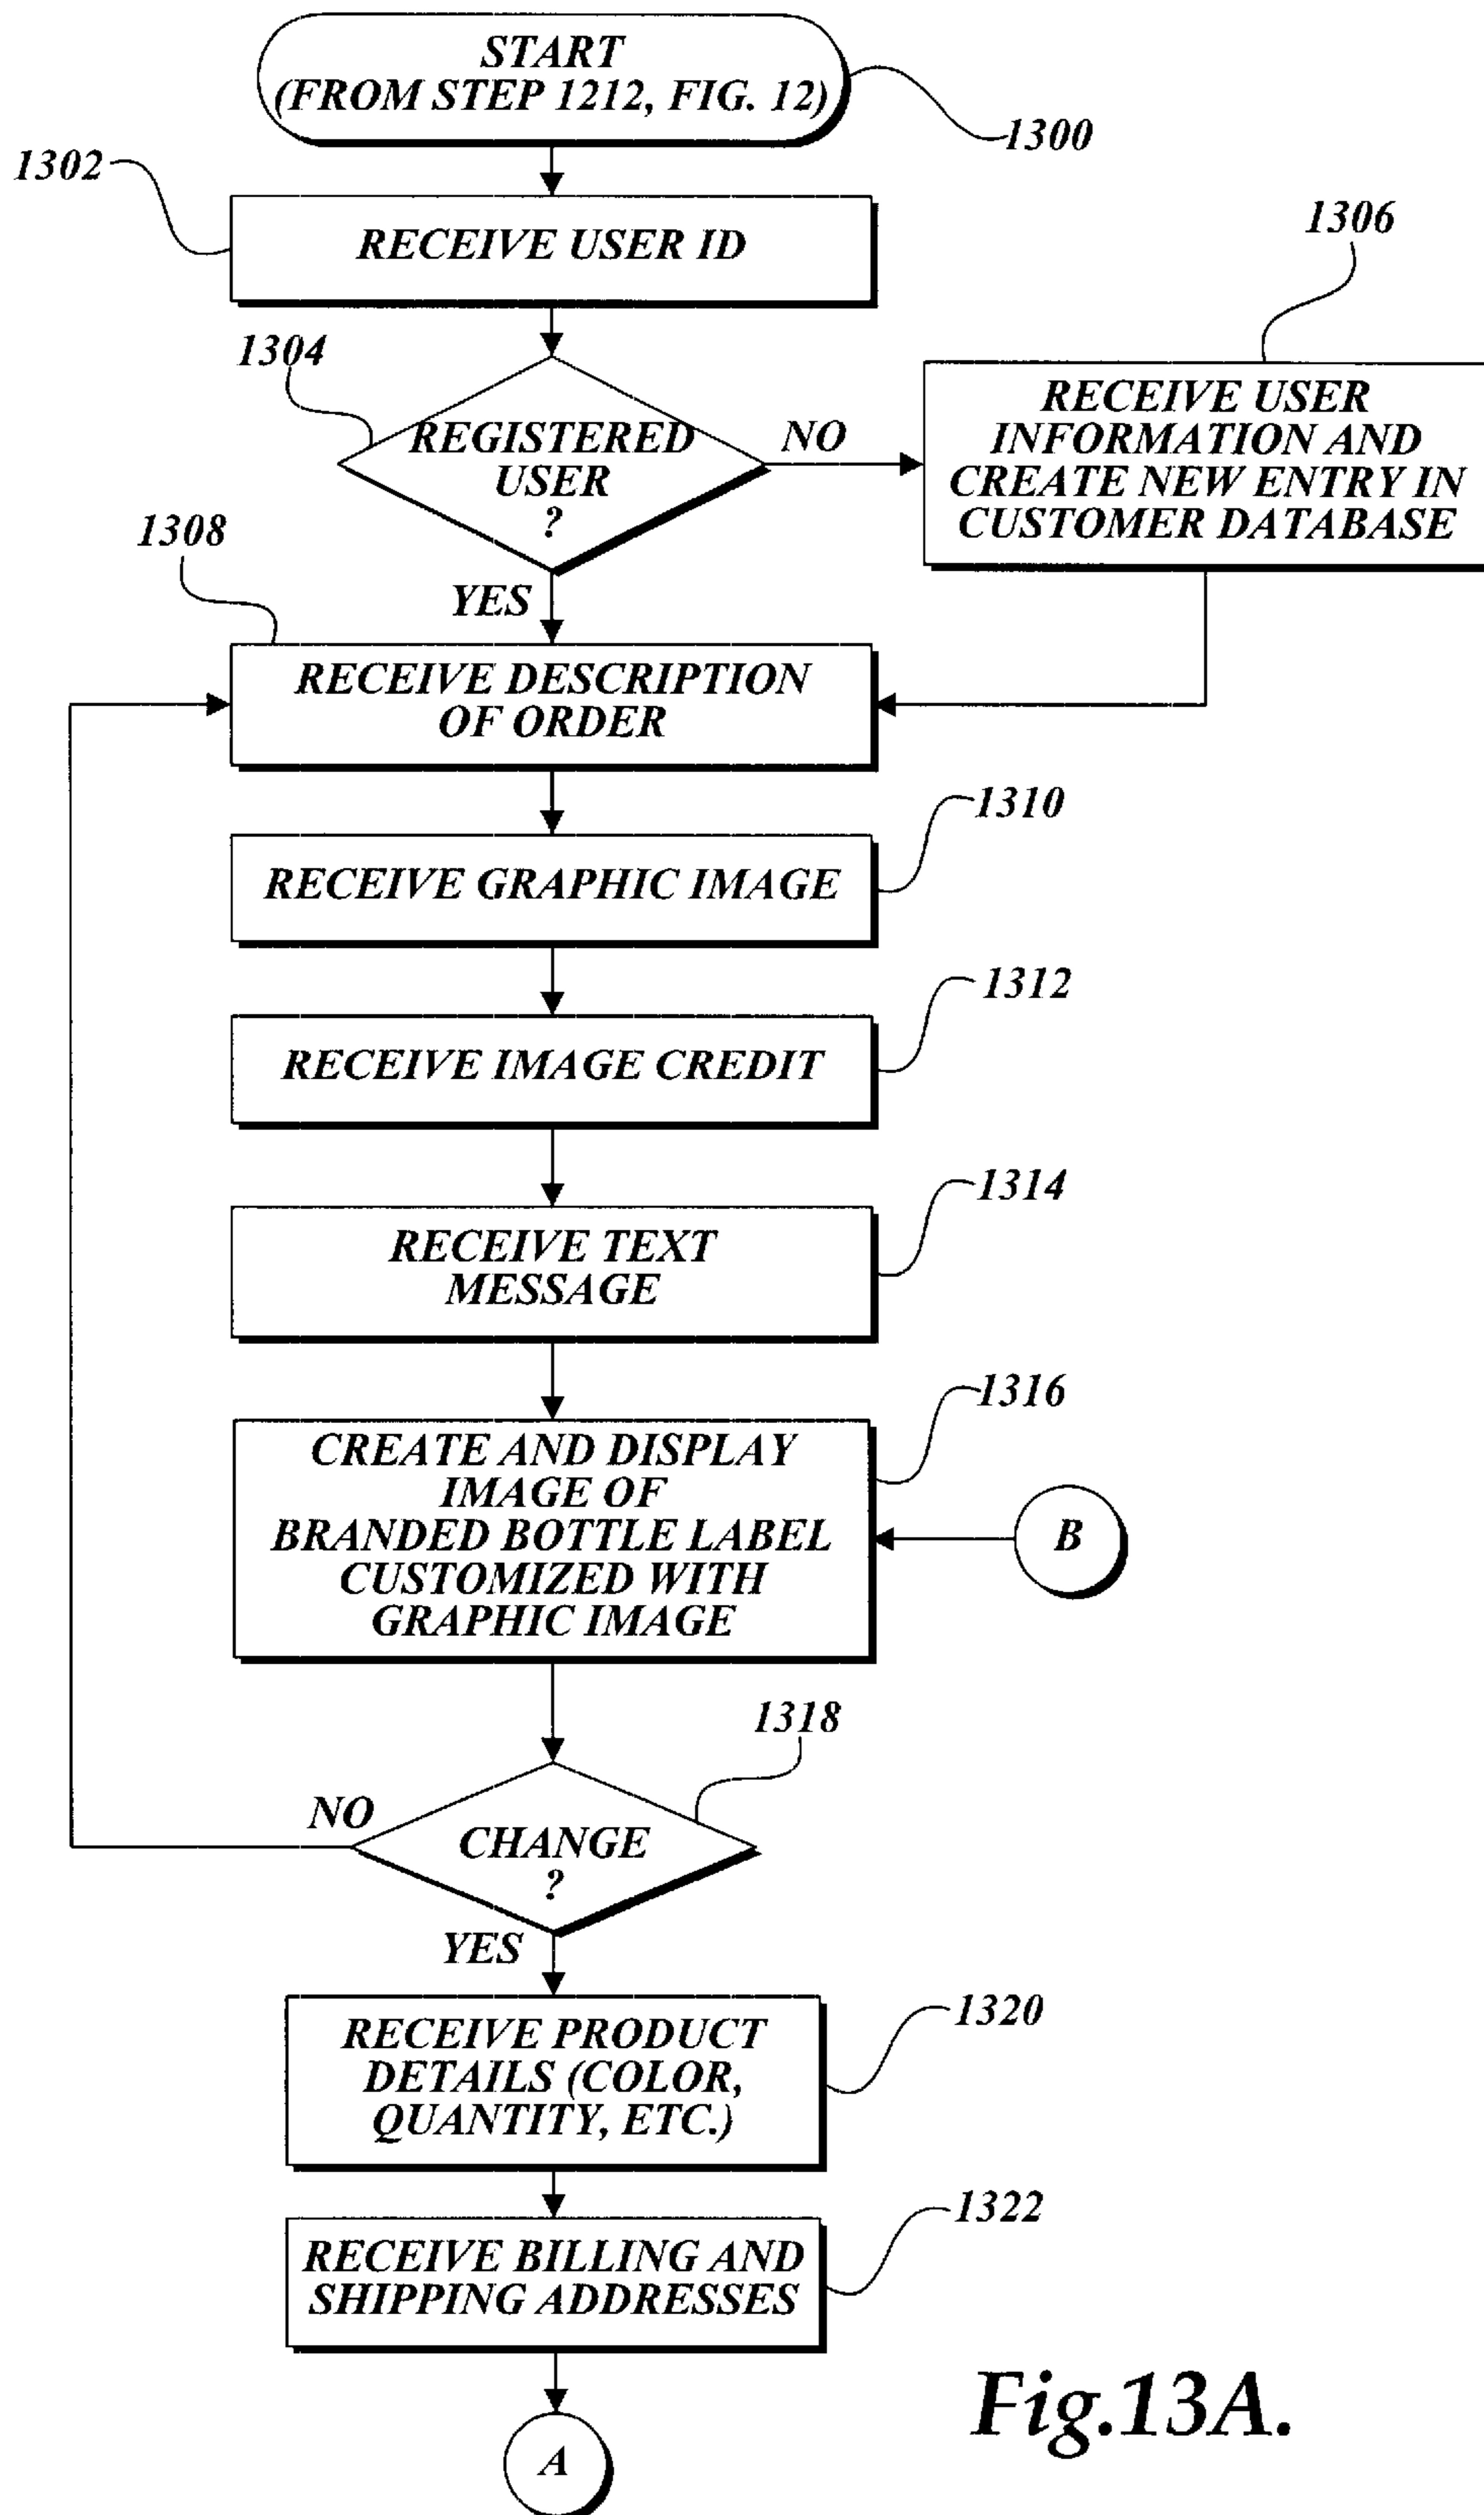 START
(FROM STEP 1212, FIG. 12)
1300
1302
RECEIVE USER ID
1306
1304
REGISTERED
USER
?
NO
RECEIVE USER
INFORMATION AND
CREATE NEW ENTRY IN
CUSTOMER DATABASE
1308
YES
RECEIVE DESCRIPTION
OF ORDER
1310
RECEIVE GRAPHIC IMAGE
1312
RECEIVE IMAGE CREDIT
1314
RECEIVE TEXT
MESSAGE
1316
CREATE AND DISPLAY
IMAGE OF
BRANDED BOTTLE LABEL
CUSTOMIZED WITH
GRAPHIC IMAGE
B
1318
NO
CHANGE
?
YES
1320
RECEIVE PRODUCT
DETAILS (COLOR,
QUANTITY, ETC.)
1322
RECEIVE BILLING AND
SHIPPING ADDRESSES
A
Fig.13A.